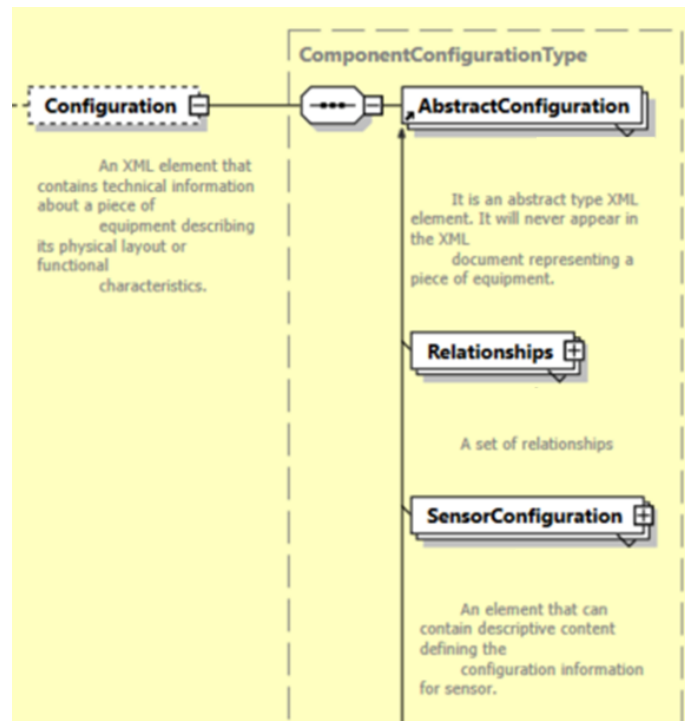 ComponentConfigurationType
Configuration
AbstractConfiguration
An XML element that
contains technical information
about a piece of
equipment describing
its physical layout or
functional
characteristics.
It is an abstract type XML
element. It will never appear in
the XML
document representing a
piece of equipment.
Relationships
A set of relationships
SensorConfiguration
An element that can
contain descriptive content
defining the
configuration information
for sensor.